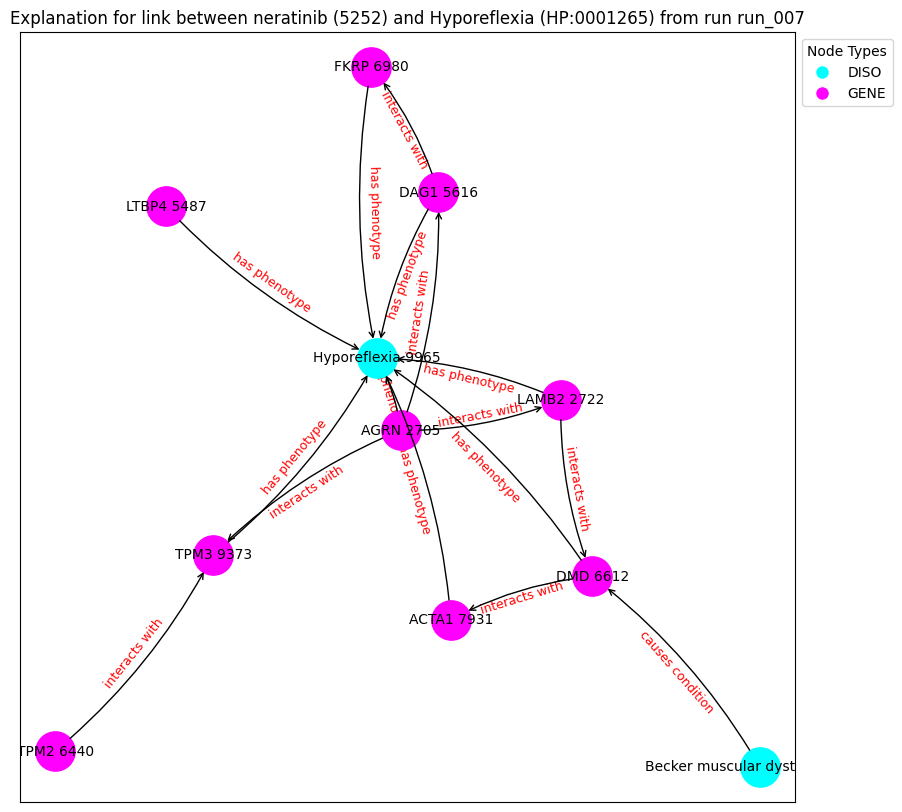 Explanation for link between neratinib (5252) and Hyporeflexia (HP:0001265) from run run_007
Node Types
DISO
GENE
FKRP 6980
interacts with
has phenotype
DAG1 5616
LTBP4 5487
has phenotype
has phenotype
interacts with
Hyporeflexia 9965
has phenotype
LAMB2 2722
interacts with
AGRN 2705
has phenotype
has phenotype
interacts with
as phenotype
interacts with
TPM3 9373
DMD 6612
interacts with
ACTA1 7931
interacts with
causes condition
TPM2 6440
Becker muscular dyst